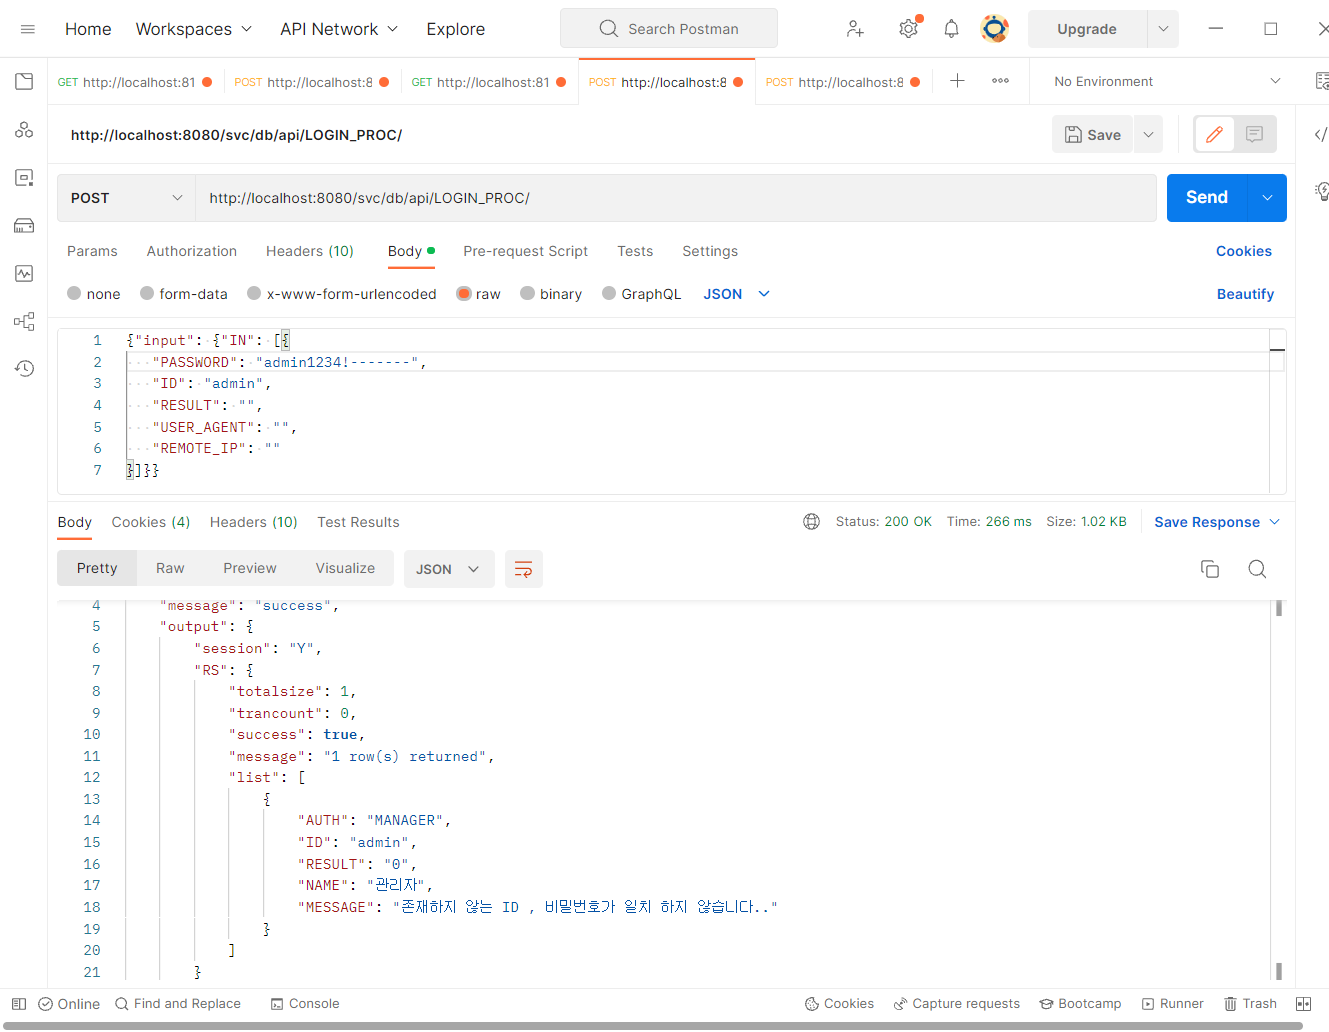 Home Workspaces API Network Explore Search Postman Upgrade
GET http://localhost:81 POST http://localhost:8 GET http://localhost:81 POST http://localhost:8 POST http://localhost:8 No Environment
http://localhost:8080/svc/db/api/LOGIN_PROC/ Save
POST http://localhost:8080/svc/db/api/LOGIN_PROC/ Send
Params Authorization Headers (10) Body Pre-request Script Tests Settings Cookies
none form-data x-www-form-urlencoded raw binary GraphQL JSON Beautify
1 {"input": {"IN": [{
2 "PASSWORD": "admin1234!-------",
3 "ID": "admin",
4 "RESULT": "",
5 "USER_AGENT": "",
6 "REMOTE_IP": ""
7 }]}}
Body Cookies (4) Headers (10) Test Results Status: 200 OK Time: 266 ms Size: 1.02 KB Save Response
Pretty Raw Preview Visualize JSON
4 "message": "success",
5 "output": {
6 "session": "Y",
7 "RS": {
8 "totalsize": 1,
9 "trancount": 0,
10 "success": true,
11 "message": "1 row(s) returned",
12 "list": [
13 {
14 "AUTH": "MANAGER",
15 "ID": "admin",
16 "RESULT": "0",
17 "NAME": "관리자",
18 "MESSAGE": "존재하지 않는 ID , 비밀번호가 일치 하지 않습니다.."
19 }
20 ]
21 }
Online Find and Replace Console Cookies Capture requests Bootcamp Runner Trash